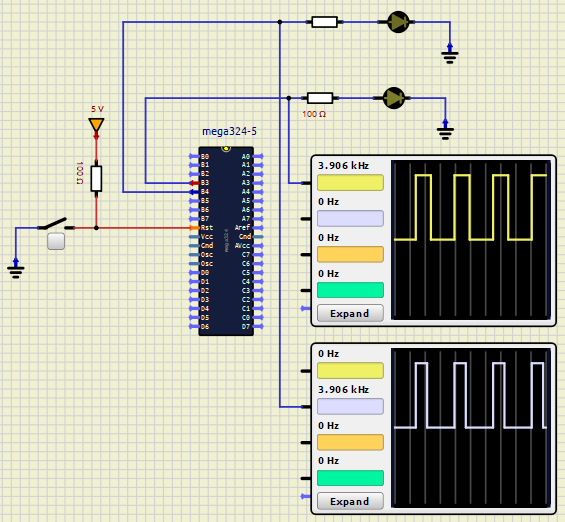 5 V
100 Ω
100 Ω
mega324-5
mega324
B0 A0
B1 A1
B2 A2
B3 A3
B4 A4
B5 A5
B6 A6
B7 A7
Rst Aref
Vcc Gnd
Gnd AVcc
Osc C7
Osc C6
D0 C5
D1 C4
D2 C3
D3 C2
D4 C1
D5 C0
D6 D7
3.906 kHz
0 Hz
0 Hz
0 Hz
Expand
0 Hz
3.906 kHz
0 Hz
0 Hz
Expand